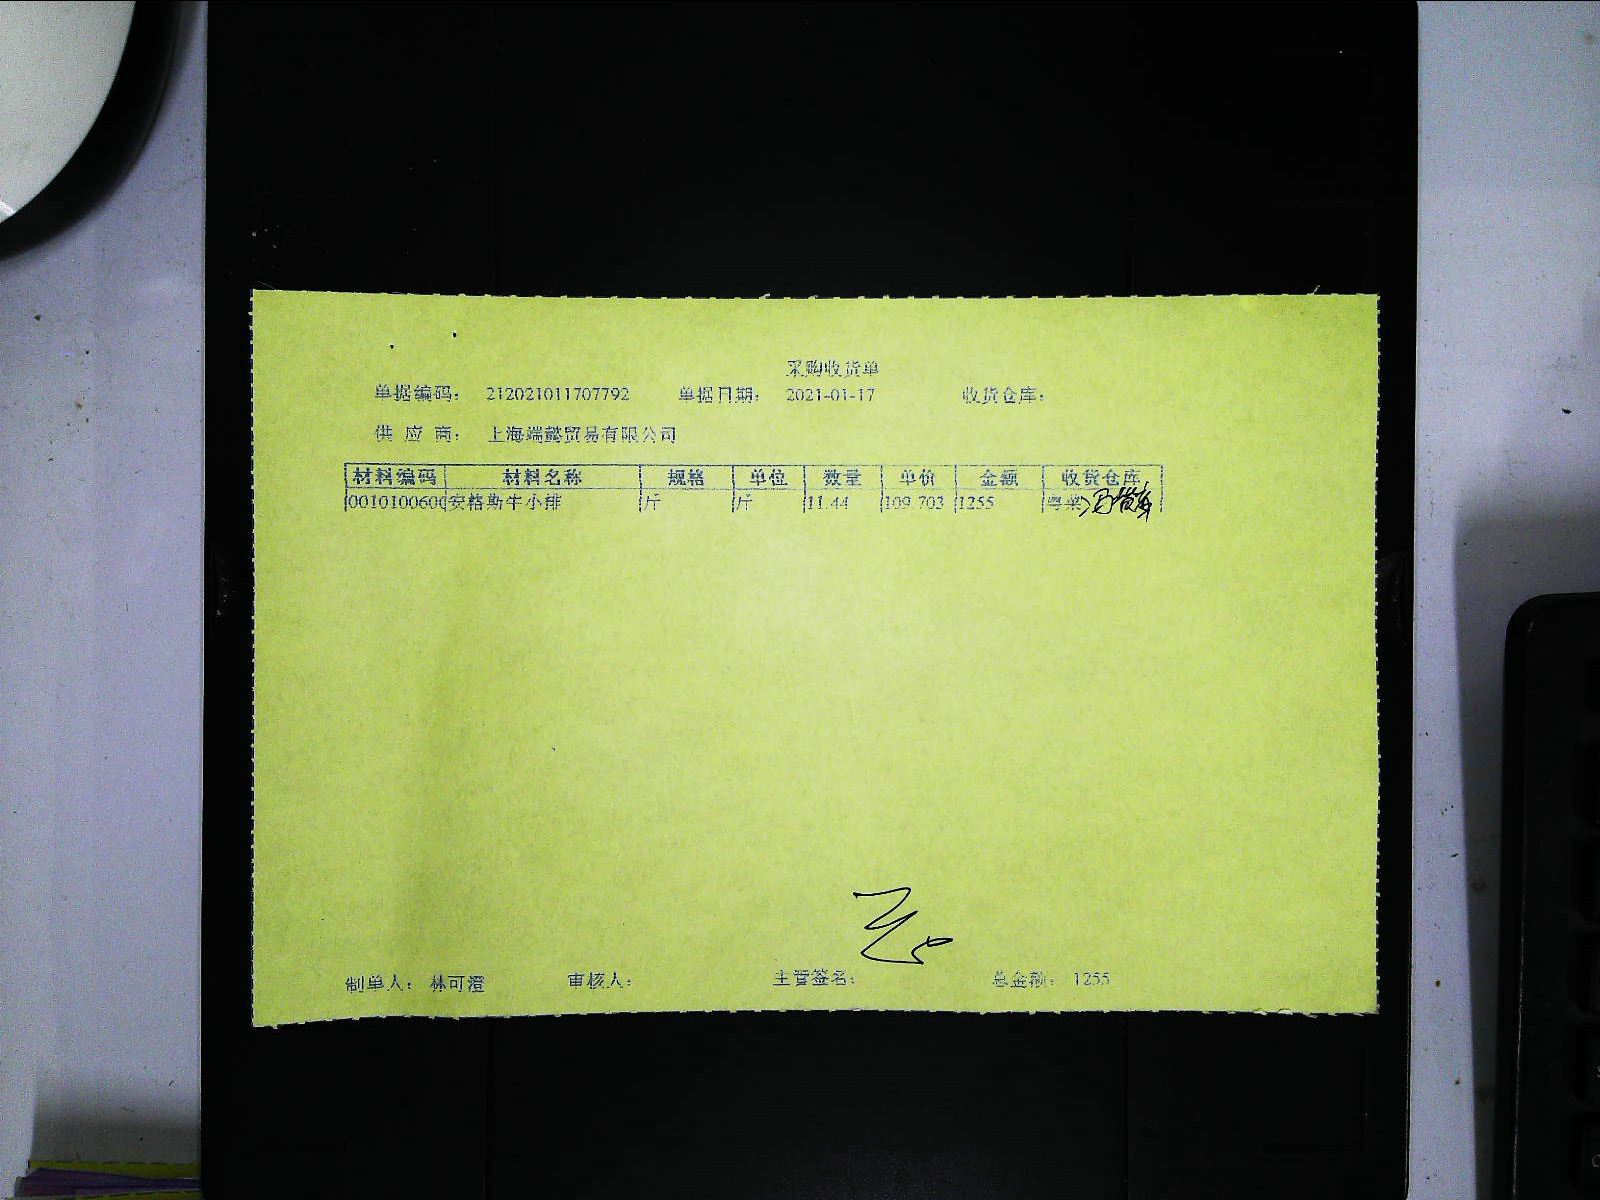 采购收货单
单据编码: 212021011707792 单据日期: 2021-01-17 收货仓库:
供应商: 上海端懿贸易有限公司
材料编码 材料名称 规格 单位 数量 单价 金额 收货仓库
0010100600 安格斯牛小排 斤 斤 11.44 109.703 1255 粤菜
制单人: 林可澄 审核人: 主管签名: 总金额: 1255